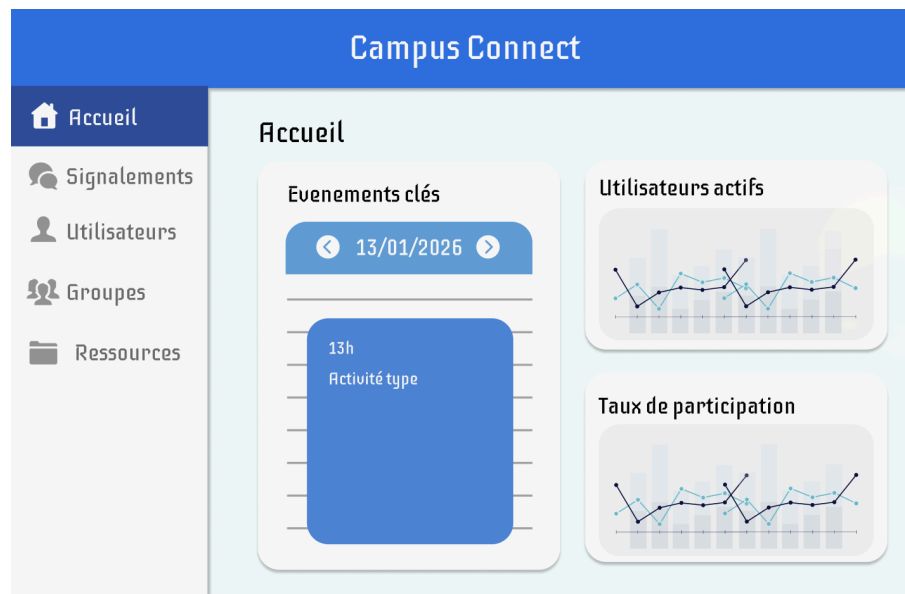 Campus Connect
Accueil
Signalements
Utilisateurs
Groupes
Ressources
Accueil
Evenements clés
13/01/2026
13h
Activité type
Utilisateurs actifs
Taux de participation